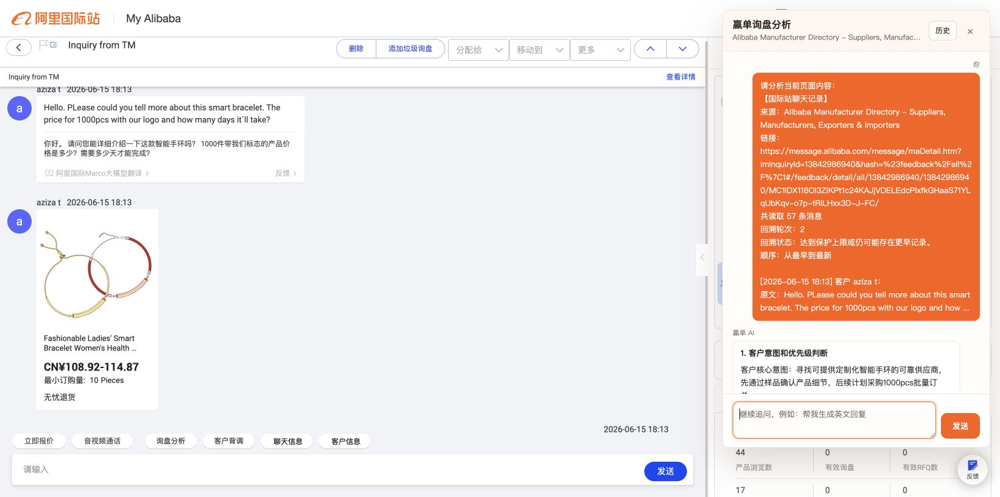 阿里国际站
My Alibaba
Inquiry from TM
删除
添加垃圾询盘
分配给
移动到
更多
Inquiry from TM
查看详情
aziza t 2026-06-15 18:13
a
Hello. PLease could you tell more about this smart bracelet. The
price for 1000pcs with our logo and how many days it`ll take?
你好。 请问您能详细介绍一下这款智能手环吗？ 1000件带我们标志的产品价
格是多少？需要多少天才能完成？
阿里国际Marco大模型翻译
反馈
aziza t 2026-06-15 18:13
a
Fashionable Ladies' Smart
Bracelet Women's Health ...
CN¥108.92-114.87
最小订购量: 10 Pieces
无忧退货
2026-06-15 18:13
立即报价
音视频通话
询盘分析
客户背调
聊天信息
客户信息
请输入
发送
赢单询盘分析
Alibaba Manufacturer Directory – Suppliers, Manufac...
历史
你
请分析当前页面内容：
【国际站聊天记录】
来源：Alibaba Manufacturer Directory – Suppliers,
Manufacturers, Exporters & Importers
链接：
https://message.alibaba.com/message/maDetail.htm?
imInquiryId=13842986940&hash=%23feedback%2Fall%2
F%7C1#/feedback/detail/all/13842986940/1384298694
0/MC1IDX118OI3ZiKPt1c24KAJjVDELEdcPlxfkGHaaS71YL
qUbKqv-o7p-tRlLHxx3D-J-FC/
共读取 57 条消息
回溯轮次：2
回溯状态：达到保护上限或仍可能存在更早记录。
顺序：从最早到最新
[2026-06-15 18:13] 客户 aziza t：
原文：Hello. PLease could you tell more about this smart
bracelet. The price for 1000pcs with our logo and how ...
赢单 AI
1. 客户意图和优先级判断
客户核心意图：寻找可提供定制化智能手环的可靠供应商，
先通过样品确认产品细节，后续计划采购1000pcs批量订
继续追问，例如：帮我生成英文回复
发送
44
0
0
产品浏览数
有效询盘
有效RFQ数
反馈
17
0
0